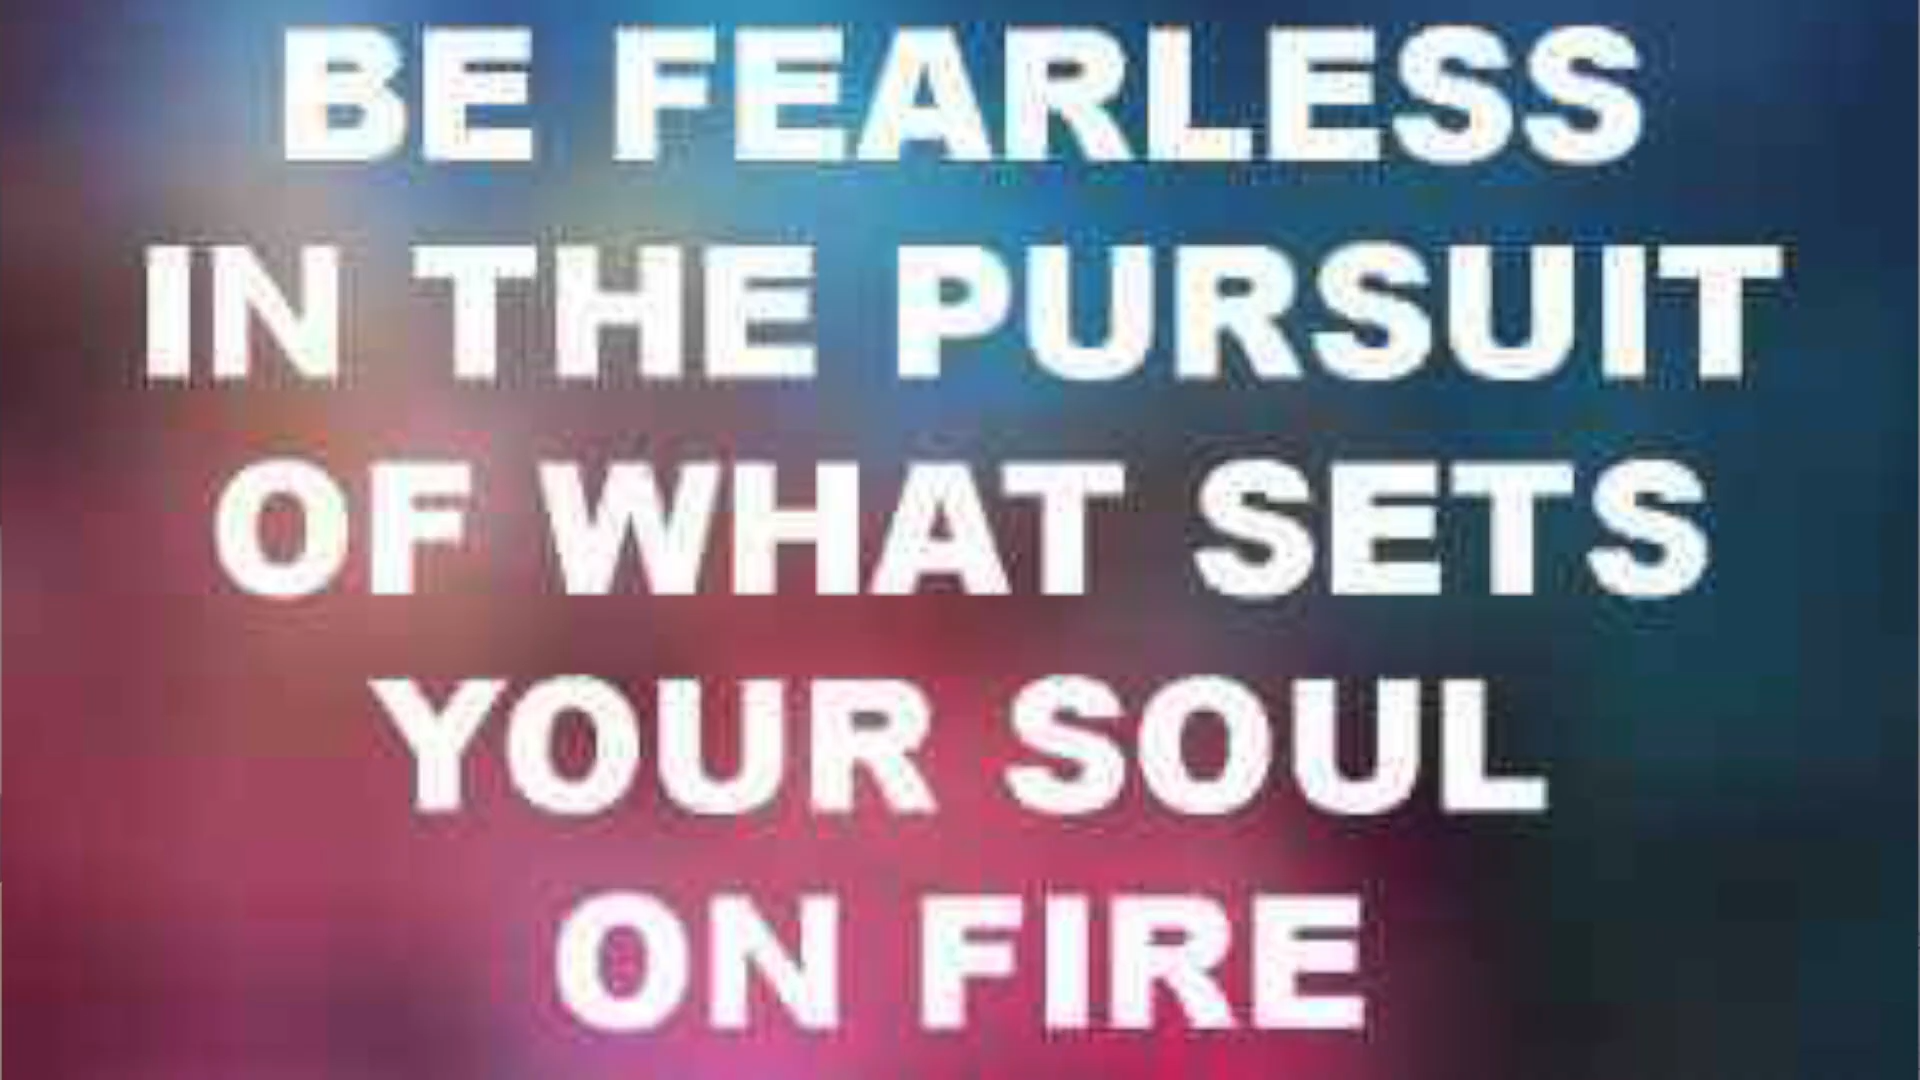 BE FEARLESS
IN THE PURSUIT
OF WHAT SETS
YOUR SOUL
ON FIRE